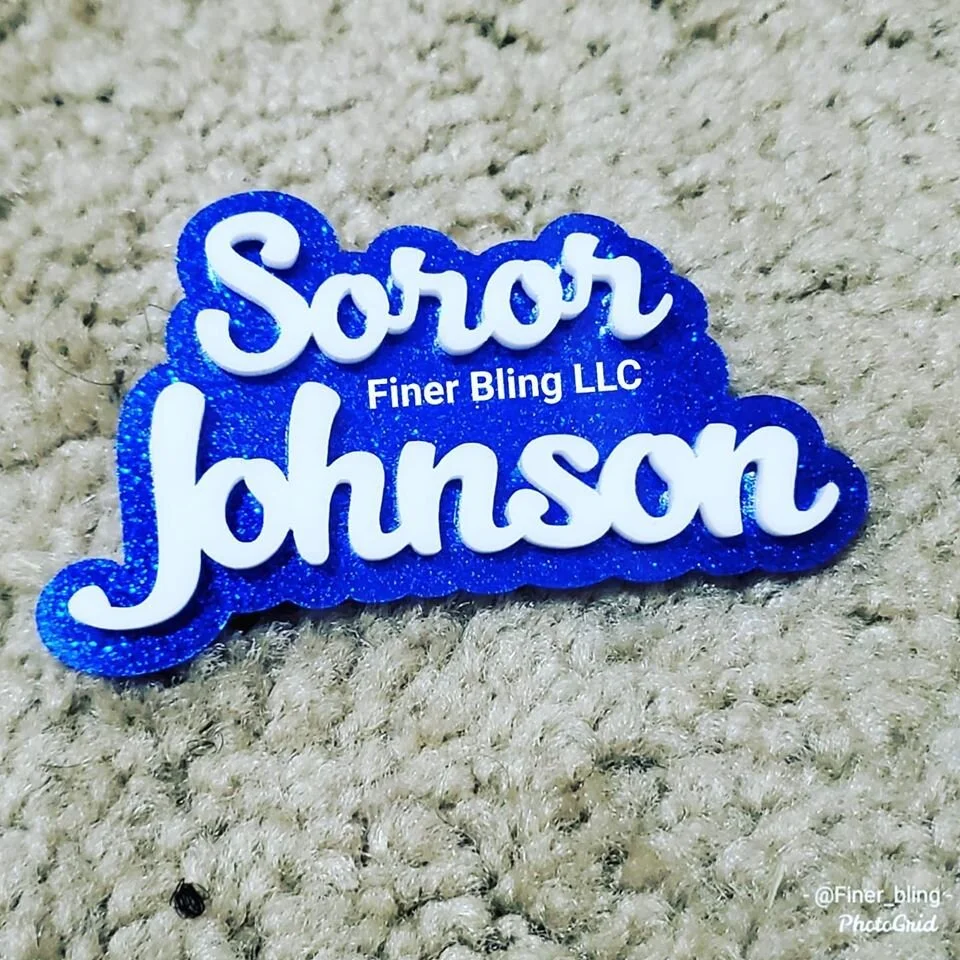 Soror
Finer Bling LLC
Johnson
- @Finer_bling~
PhotoGrid